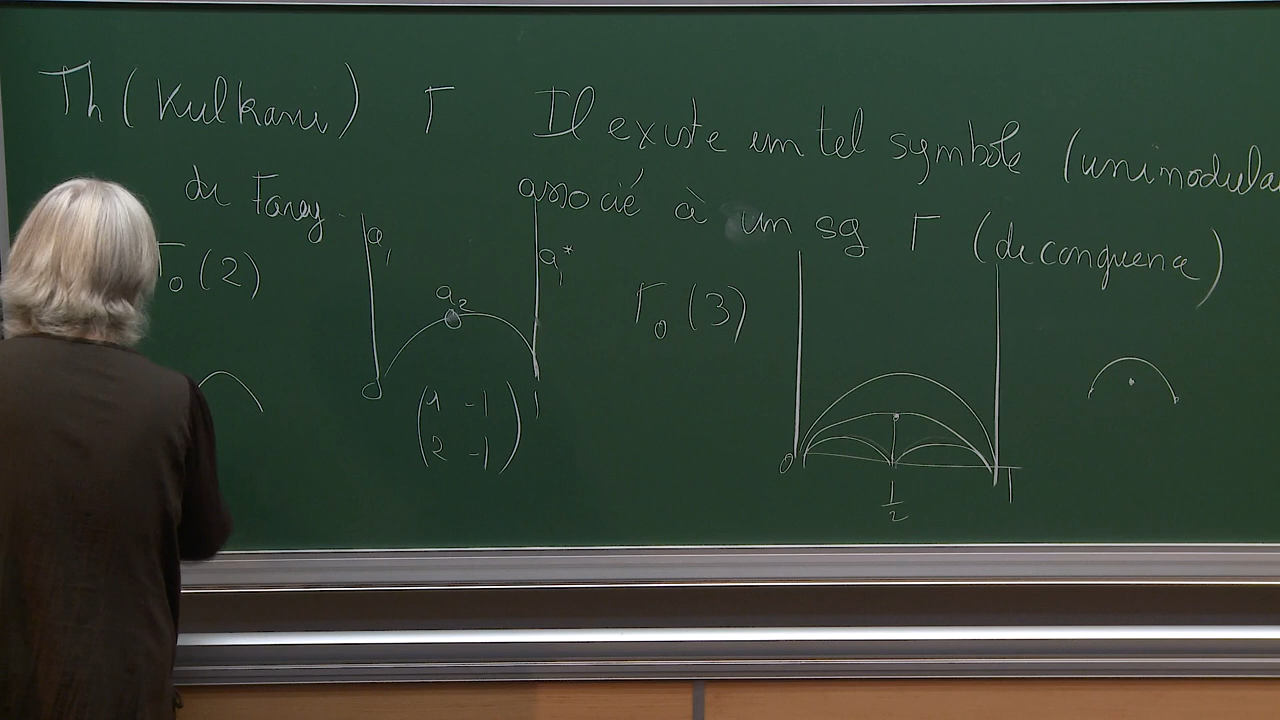 Th (Kulkarni) Γ Il existe un tel symbole (unimodula
de Farey associé à un sg Γ (de congruence)
Γ₀(2) a₁ a₂ a₁* Γ₀(3)
0 1 0 1/2 1
(1 -1
2 -1)